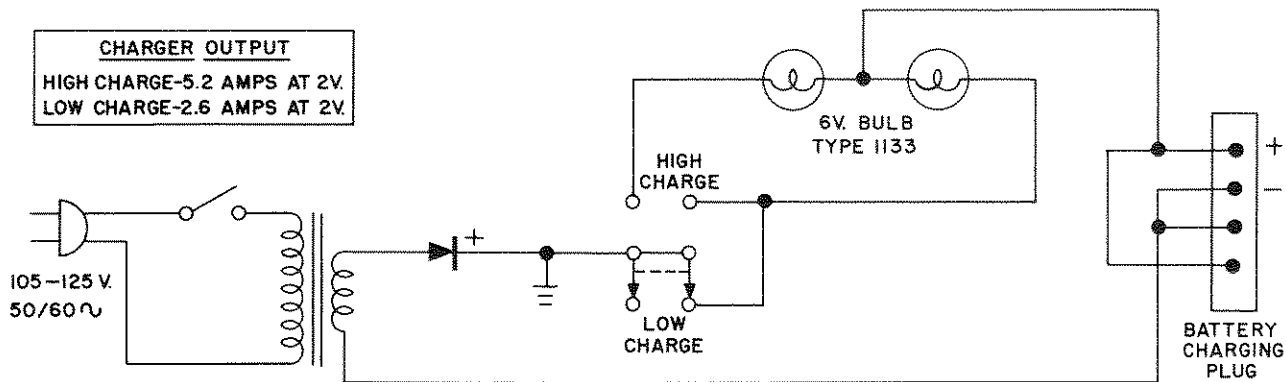 CHARGER OUTPUT
HIGH CHARGE-5.2 AMPS AT 2V.
LOW CHARGE-2.6 AMPS AT 2V.
6V. BULB
TYPE 1133
HIGH
CHARGE
+
+
−
105–125 V.
50/60∿
LOW
CHARGE
BATTERY
CHARGING
PLUG